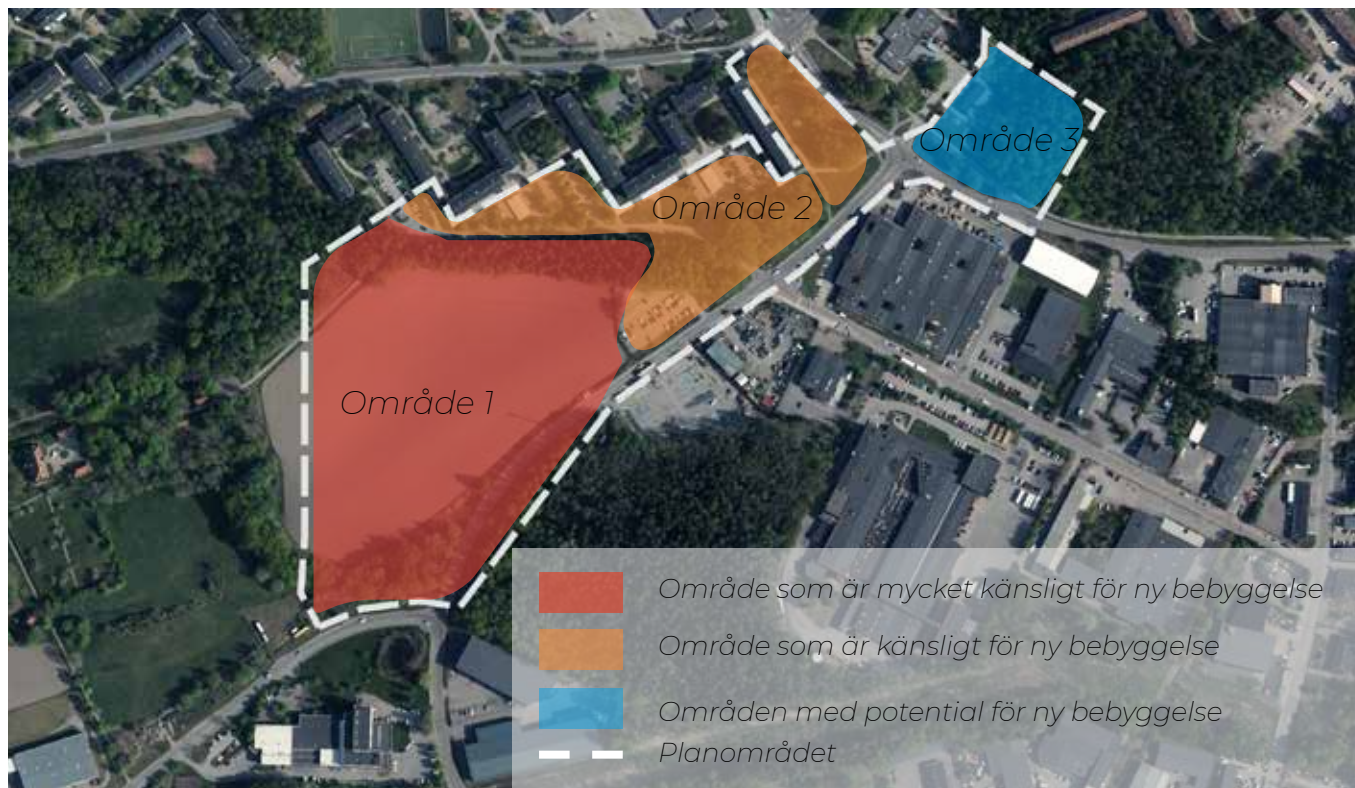 Område 3
Område 2
Område 1
Område som är mycket känsligt för ny bebyggelse
Område som är känsligt för ny bebyggelse
Områden med potential för ny bebyggelse
Planområdet